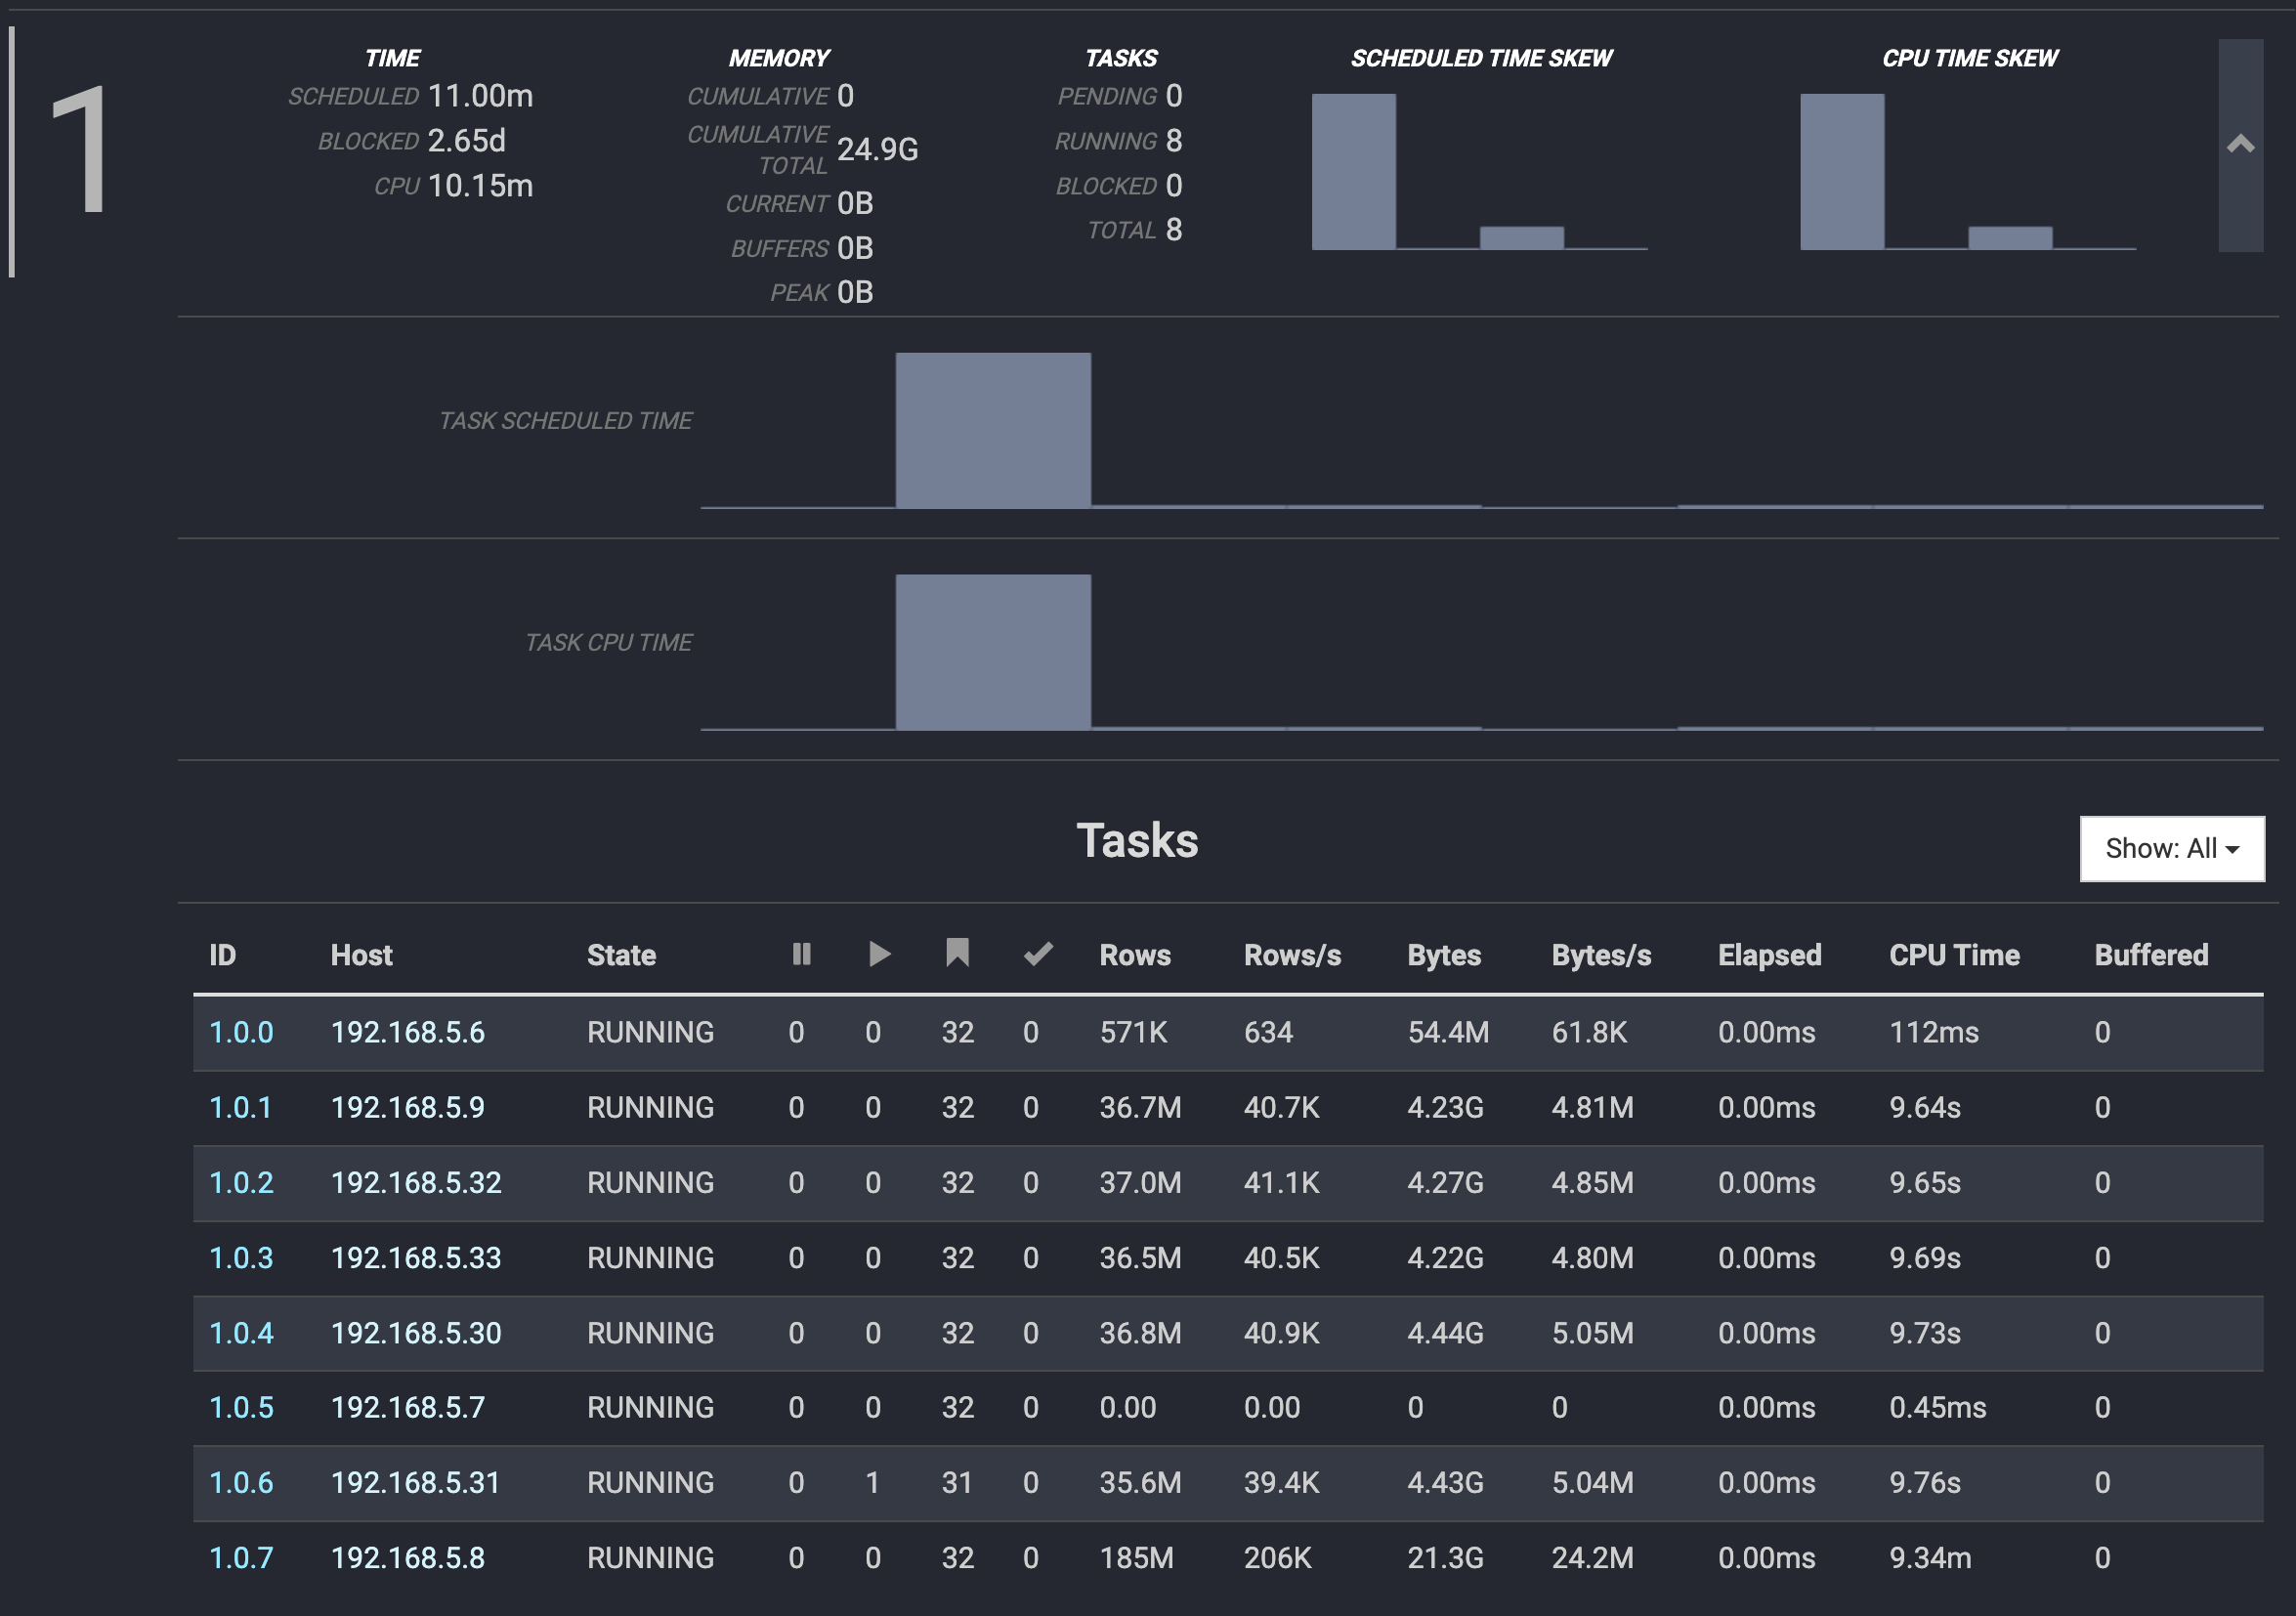 1
TIME
SCHEDULED 11.00m
BLOCKED 2.65d
CPU 10.15m
MEMORY
CUMULATIVE 0
CUMULATIVE TOTAL 24.9G
CURRENT 0B
BUFFERS 0B
PEAK 0B
TASKS
PENDING 0
RUNNING 8
BLOCKED 0
TOTAL 8
SCHEDULED TIME SKEW
CPU TIME SKEW
TASK SCHEDULED TIME
TASK CPU TIME
Tasks
Show: All
ID Host State Rows Rows/s Bytes Bytes/s Elapsed CPU Time Buffered
1.0.0 192.168.5.6 RUNNING 0 0 32 0 571K 634 54.4M 61.8K 0.00ms 112ms 0
1.0.1 192.168.5.9 RUNNING 0 0 32 0 36.7M 40.7K 4.23G 4.81M 0.00ms 9.64s 0
1.0.2 192.168.5.32 RUNNING 0 0 32 0 37.0M 41.1K 4.27G 4.85M 0.00ms 9.65s 0
1.0.3 192.168.5.33 RUNNING 0 0 32 0 36.5M 40.5K 4.22G 4.80M 0.00ms 9.69s 0
1.0.4 192.168.5.30 RUNNING 0 0 32 0 36.8M 40.9K 4.44G 5.05M 0.00ms 9.73s 0
1.0.5 192.168.5.7 RUNNING 0 0 32 0 0.00 0.00 0 0 0.00ms 0.45ms 0
1.0.6 192.168.5.31 RUNNING 0 1 31 0 35.6M 39.4K 4.43G 5.04M 0.00ms 9.76s 0
1.0.7 192.168.5.8 RUNNING 0 0 32 0 185M 206K 21.3G 24.2M 0.00ms 9.34m 0